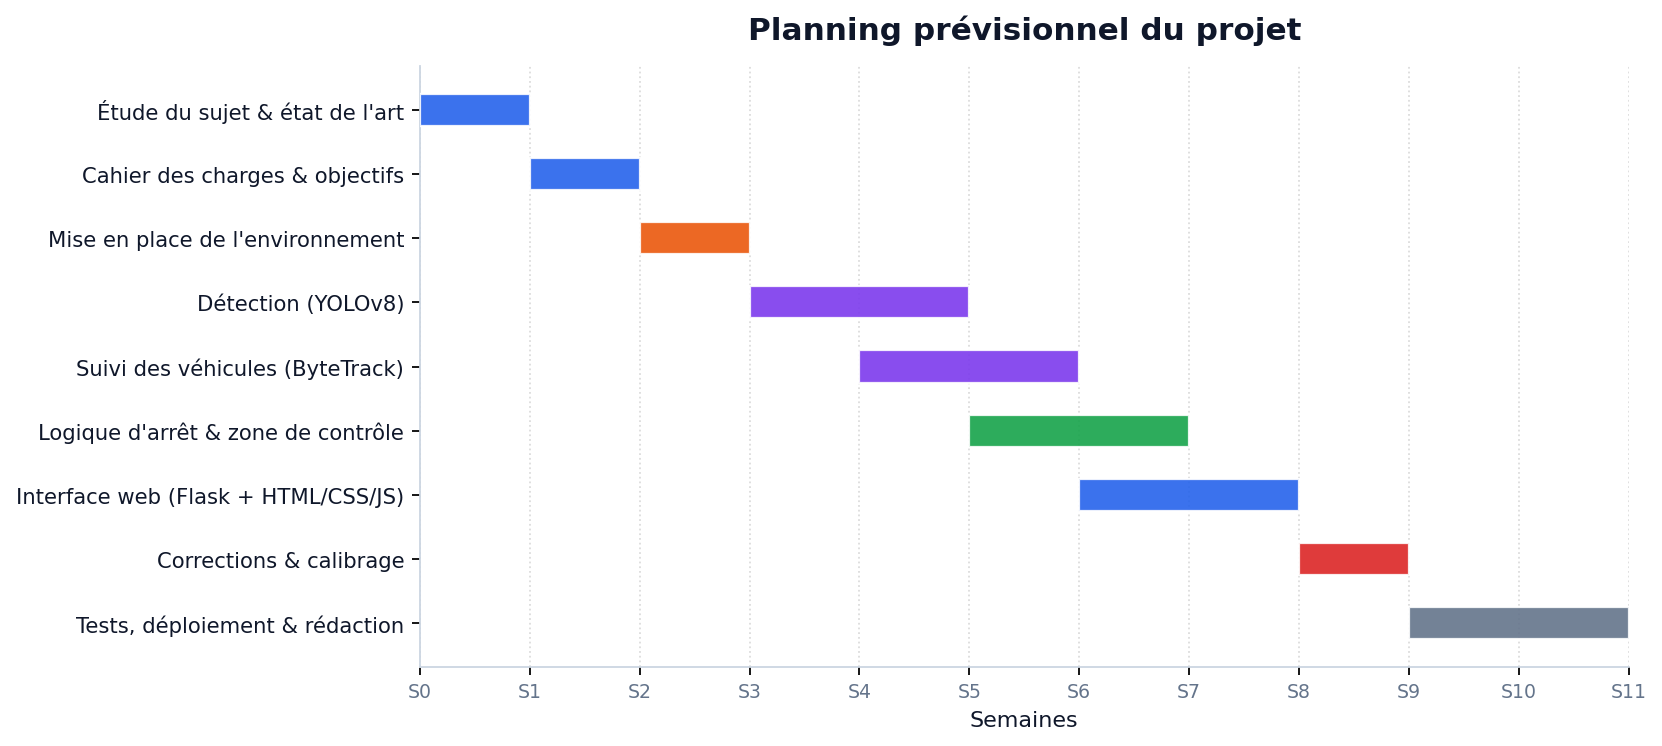 Planning prévisionnel du projet
Étude du sujet & état de l'art
Cahier des charges & objectifs
Mise en place de l'environnement
Détection (YOLOv8)
Suivi des véhicules (ByteTrack)
Logique d'arrêt & zone de contrôle
Interface web (Flask + HTML/CSS/JS)
Corrections & calibrage
Tests, déploiement & rédaction
S0 S1 S2 S3 S4 S5 S6 S7 S8 S9 S10 S11
Semaines